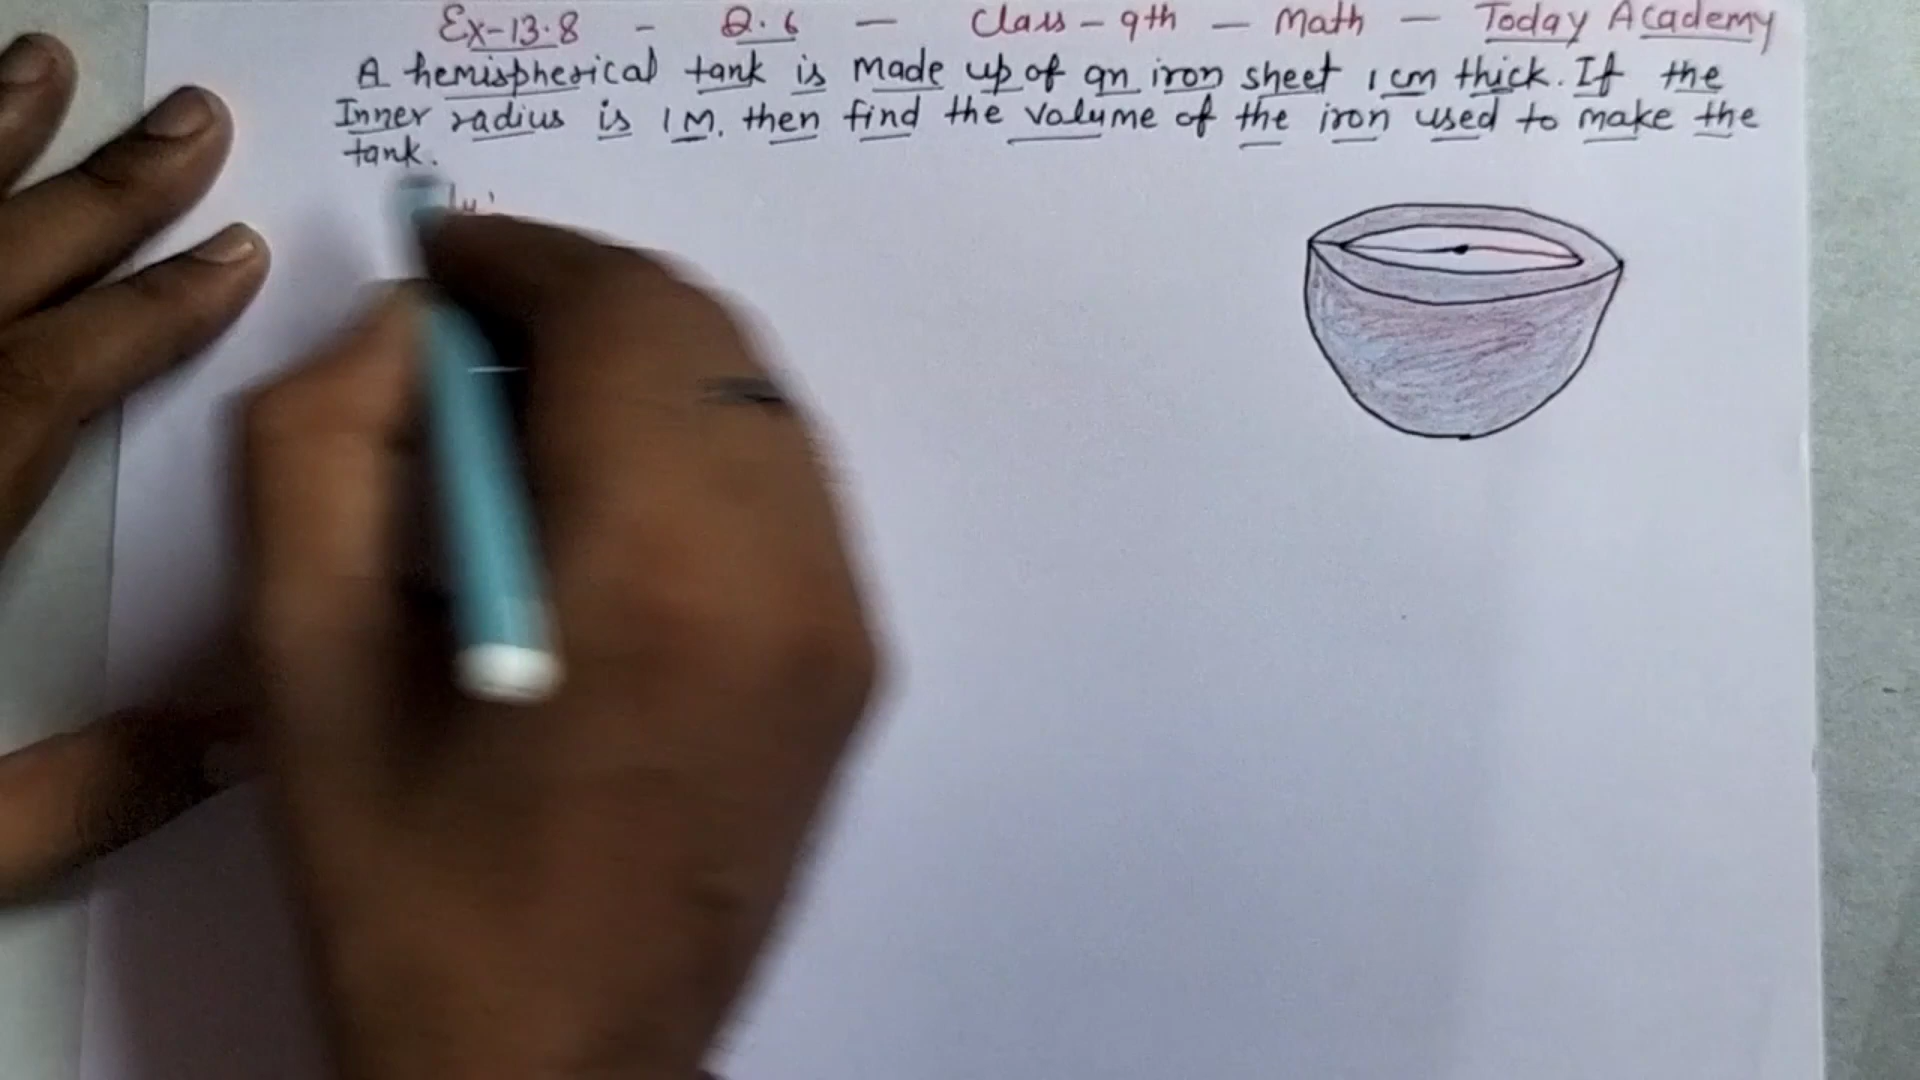 Ex-13.8 - Q.6 - Class - 9th - Math - Today Academy
A hemispherical tank is made up of an iron sheet 1 cm thick. If the
Inner radius is 1 M. then find the volume of the iron used to make the
tank.